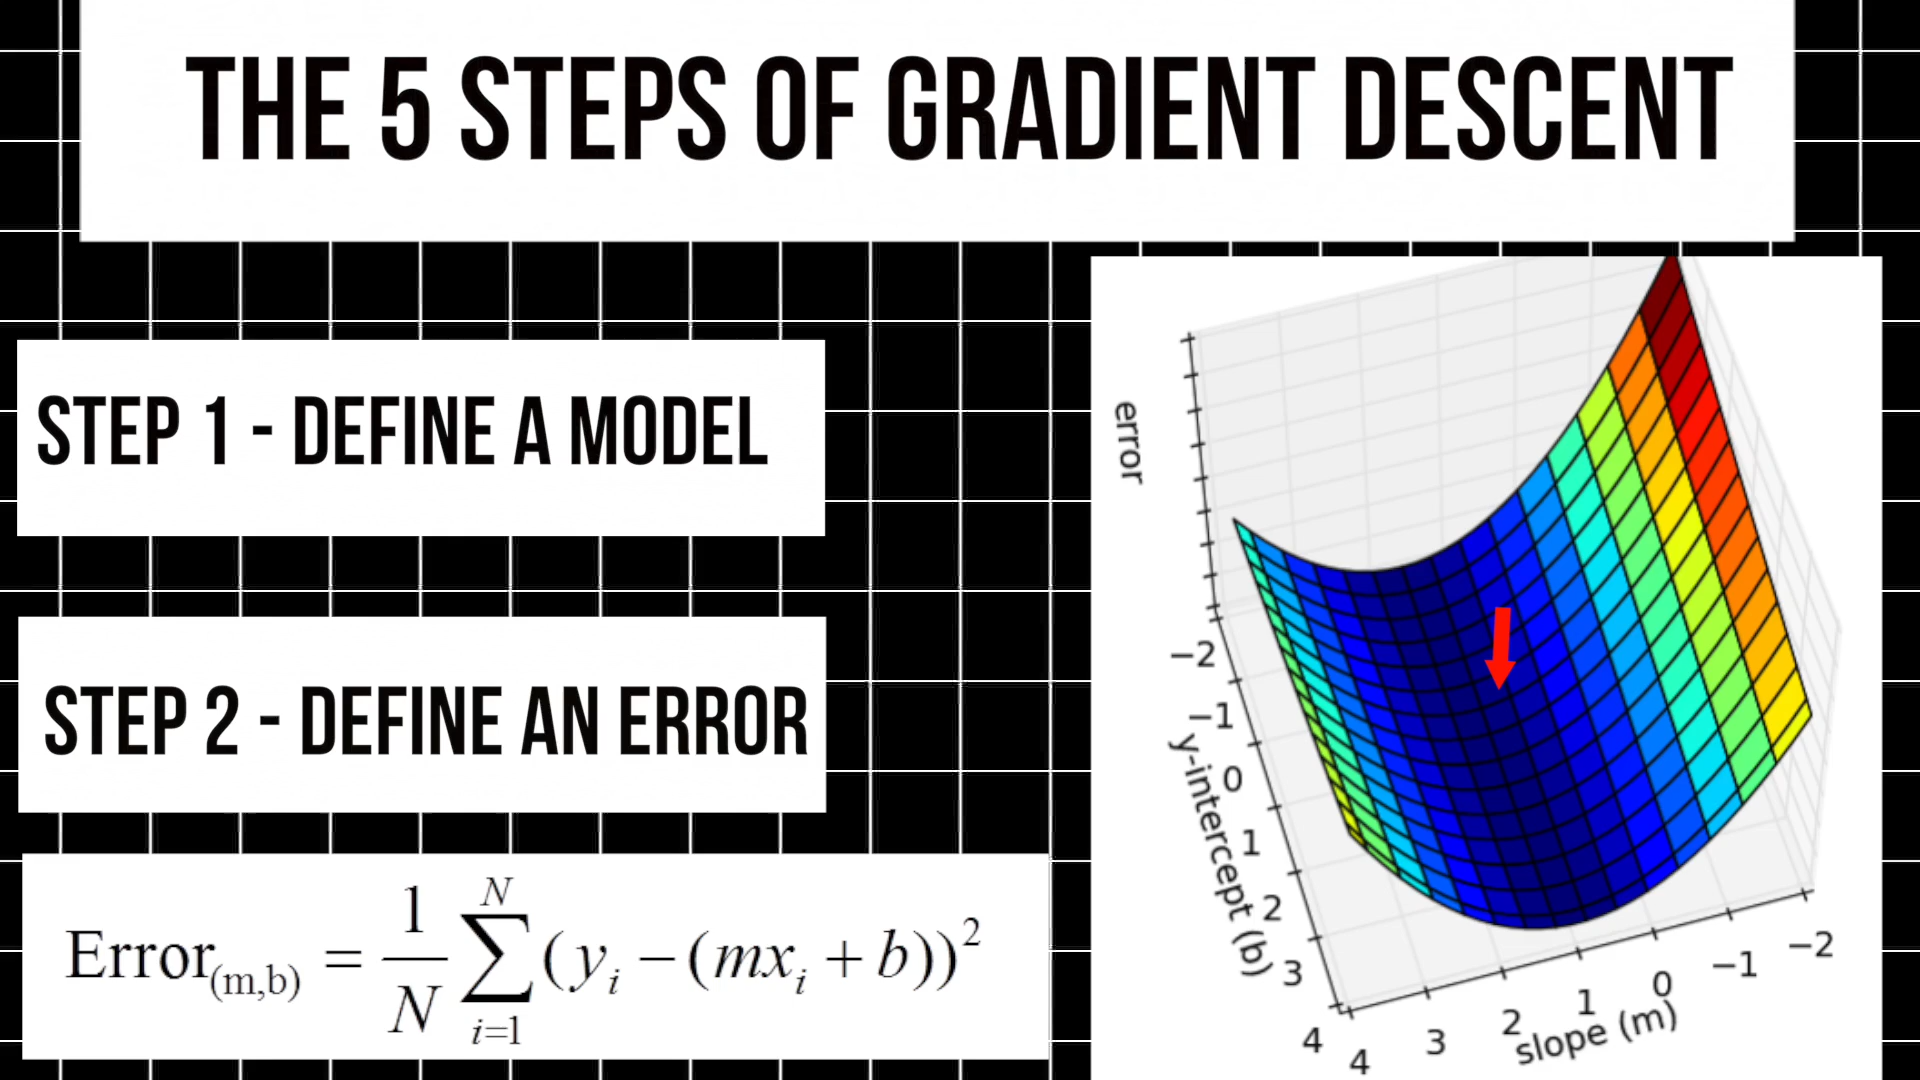 THE 5 STEPS OF GRADIENT DESCENT
STEP 1 - DEFINE A MODEL
STEP 2 - DEFINE AN ERROR
Error(m,b) = 1/N ∑ i=1 N (yi − (mxi + b))²
error
−2
−1
0
1
2
3
4
y-intercept (b)
4
3
2
1
0
−1
−2
slope (m)